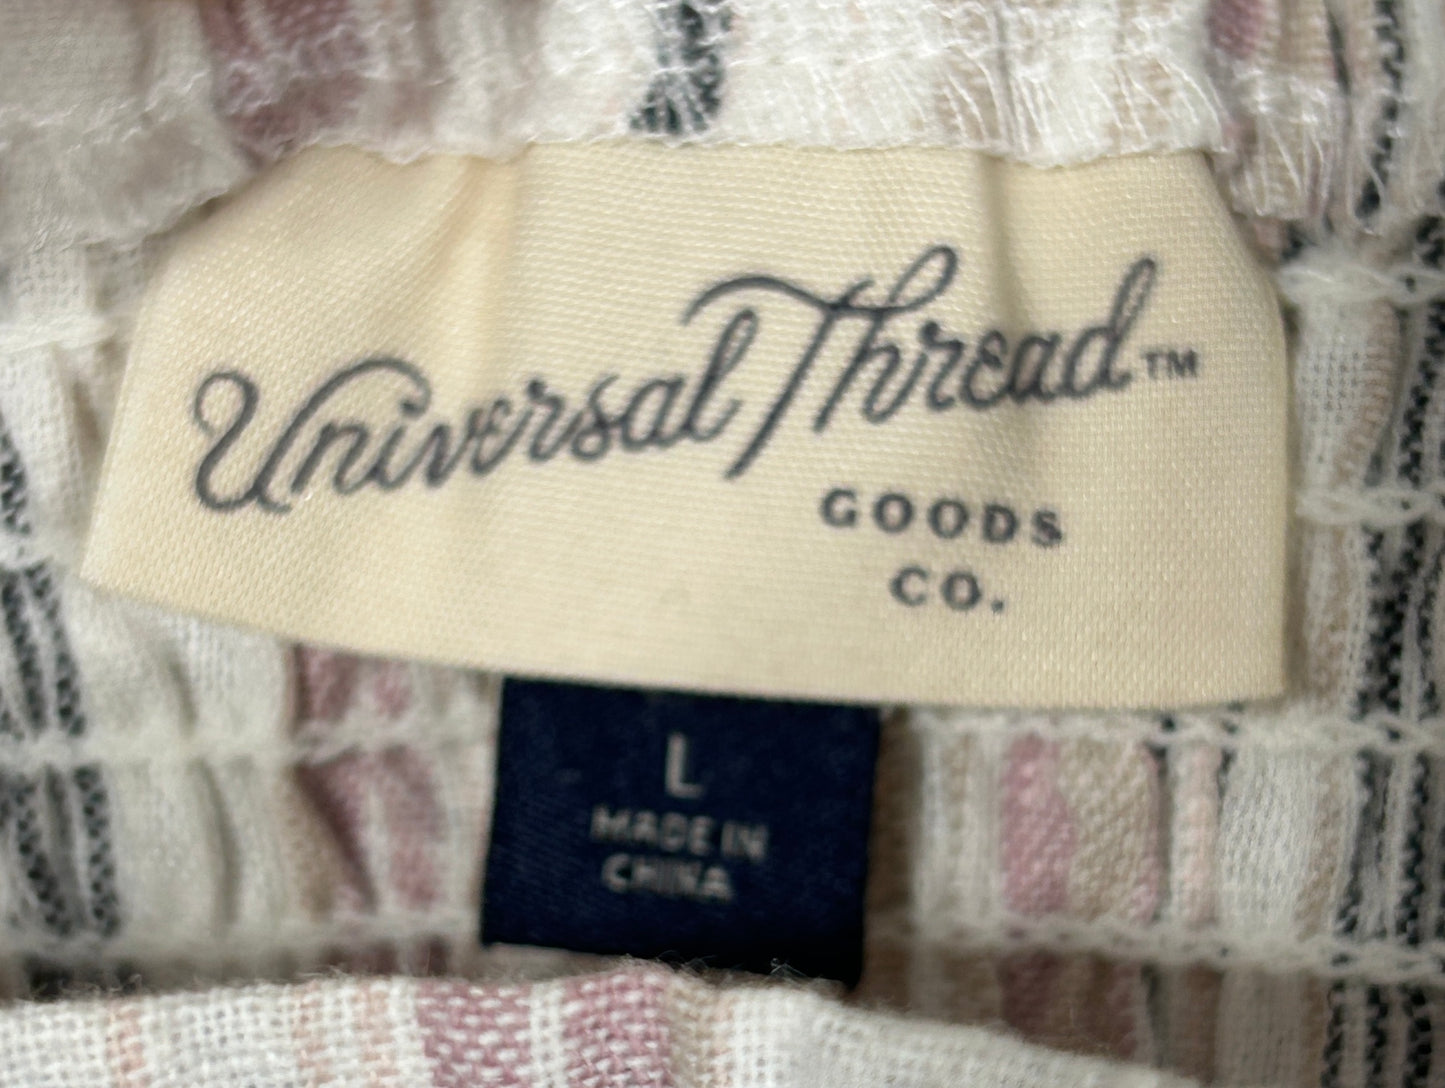 Universal Thread™
GOODS
CO.
L
MADE IN
CHINA